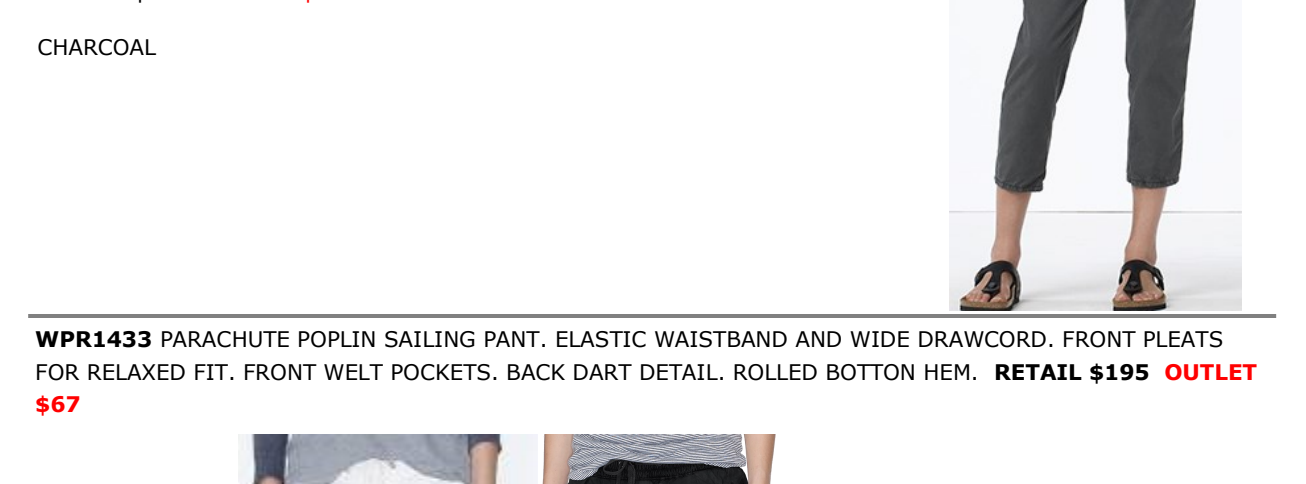 CHARCOAL
WPR1433 PARACHUTE POPLIN SAILING PANT. ELASTIC WAISTBAND AND WIDE DRAWCORD. FRONT PLEATS
FOR RELAXED FIT. FRONT WELT POCKETS. BACK DART DETAIL. ROLLED BOTTON HEM. RETAIL $195 OUTLET
$67